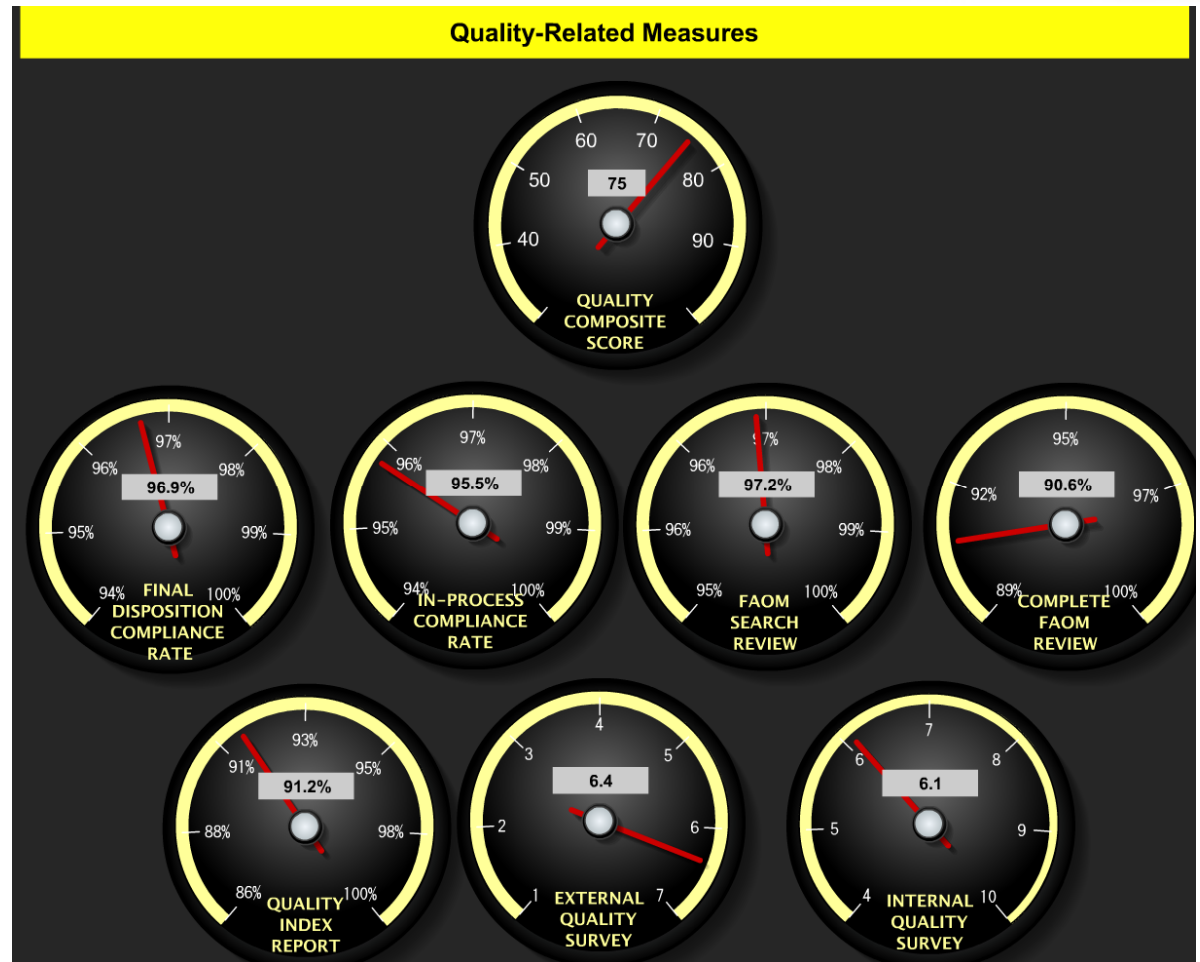 Quality-Related Measures
60 70
50 75 80
40 90
QUALITY
COMPOSITE
SCORE
97%
96% 98%
96.9%
95% 99%
94% 100%
FINAL
DISPOSITION
COMPLIANCE
RATE
97%
96% 98%
95.5%
95% 99%
94% 100%
IN-PROCESS
COMPLIANCE
RATE
97%
96% 98%
97.2%
96% 99%
95% 100%
FAOM
SEARCH
REVIEW
95%
92% 97%
90.6%
89% 100%
COMPLETE
FAOM
REVIEW
93%
91% 95%
91.2%
88% 98%
86% 100%
QUALITY
INDEX
REPORT
4
3 5
6.4
2 6
1 7
EXTERNAL
QUALITY
SURVEY
7
6 8
6.1
5 9
4 10
INTERNAL
QUALITY
SURVEY